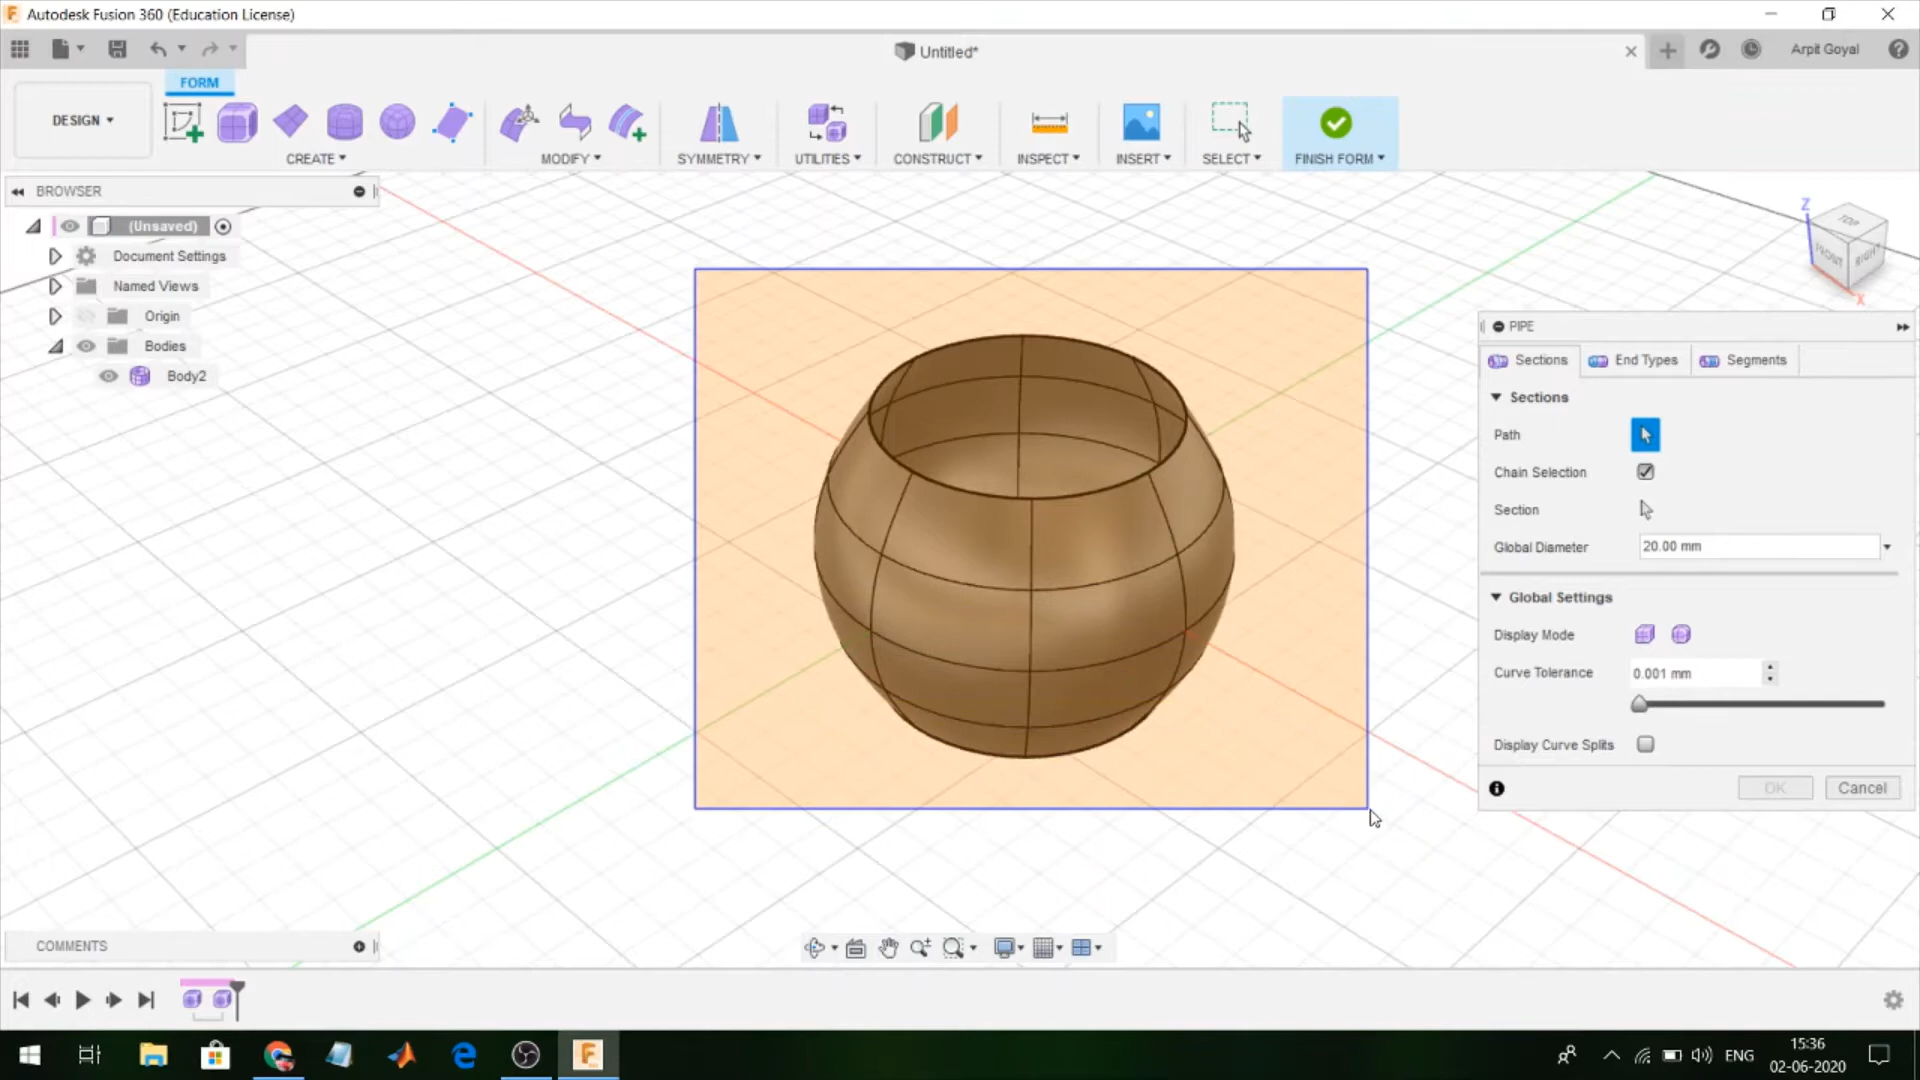 Autodesk Fusion 360 (Education License)
Untitled*
Arpit Goyal
FORM
DESIGN
CREATE
MODIFY
SYMMETRY
UTILITIES
CONSTRUCT
INSPECT
INSERT
SELECT
FINISH FORM
BROWSER
(Unsaved)
Document Settings
Named Views
Origin
Bodies
Body2
Z
TOP
FRONT
RIGHT
X
PIPE
Sections
End Types
Segments
Sections
Path
Chain Selection
Section
Global Diameter
20.00 mm
Global Settings
Display Mode
Curve Tolerance
0.001 mm
Display Curve Splits
OK
Cancel
COMMENTS
ENG
15:36
02-06-2020